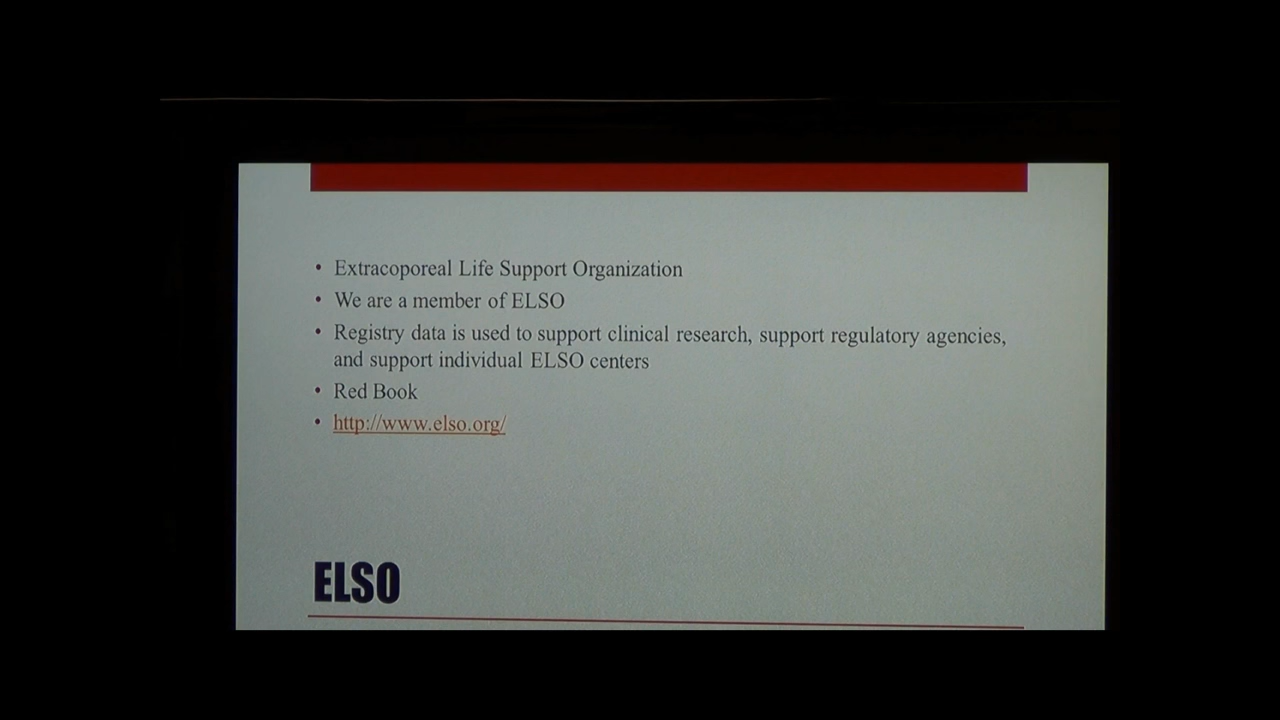 • Extracoporeal Life Support Organization
• We are a member of ELSO
• Registry data is used to support clinical research, support regulatory agencies,
and support individual ELSO centers
• Red Book
• http://www.elso.org/
ELSO